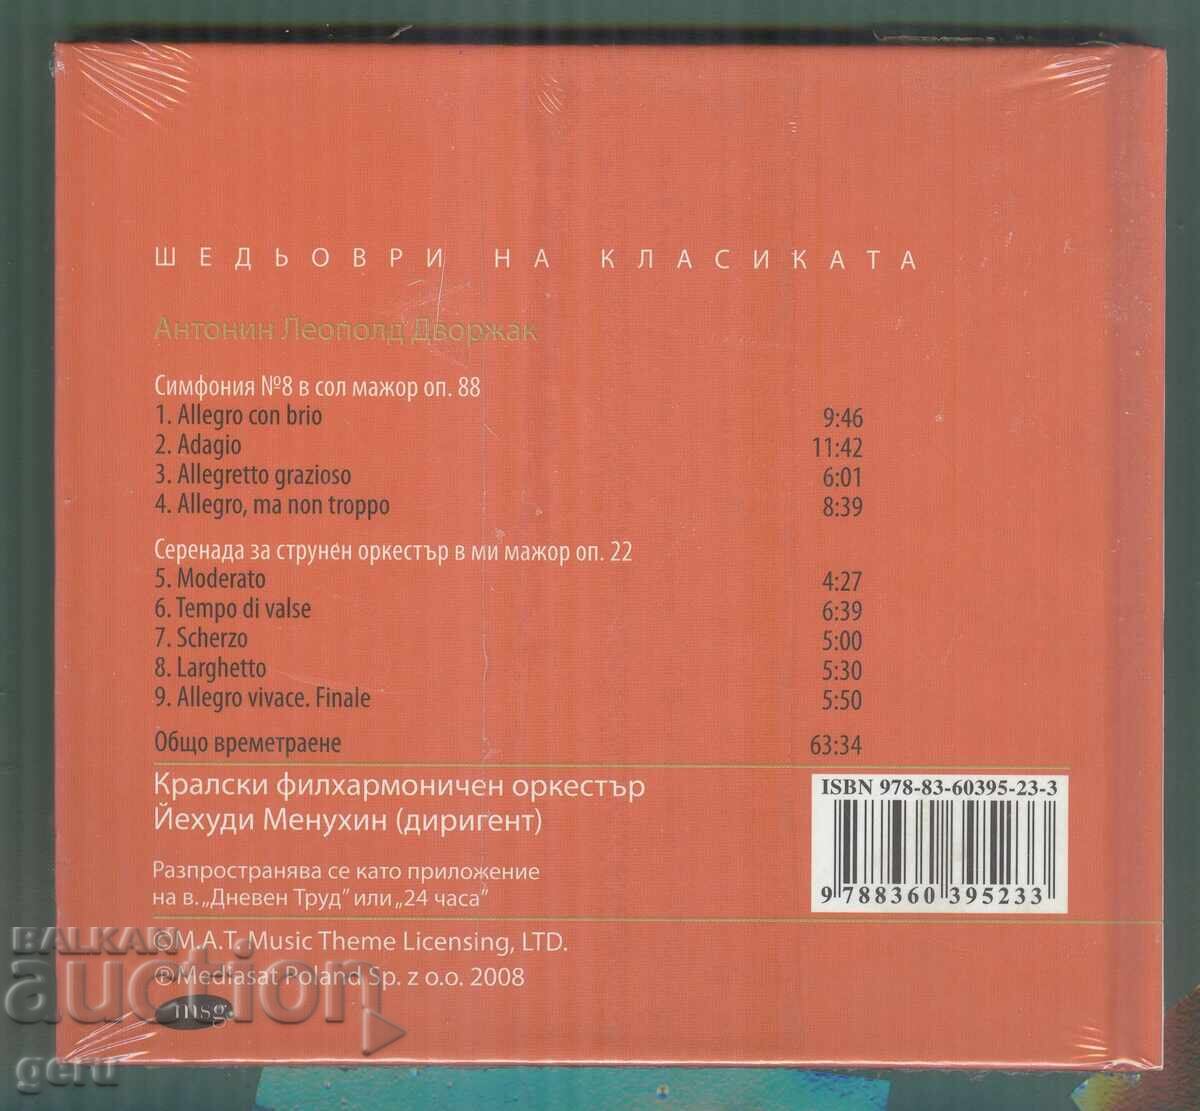 ШЕДЬОВРИ НА КЛАСИКАТА
Антонин Леополд Дворжак
Симфония №8 в сол мажор оп. 88
1. Allegro con brio 9:46
2. Adagio 11:42
3. Allegretto grazioso 6:01
4. Allegro, ma non troppo 8:39
Серенада за струнен оркестър в ми мажор оп. 22
5. Moderato 4:27
6. Tempo di valse 6:39
7. Scherzo 5:00
8. Larghetto 5:30
9. Allegro vivace. Finale 5:50
Общо времетраене 63:34
Кралски филхармоничен оркестър
Йехуди Менухин (диригент)
ISBN 978-83-60395-23-3
9 788360 395233
Разпространява се като приложение
на в. „Дневен Труд” или „24 часа”
©M.A.T. Music Theme Licensing, LTD.
℗Mediasat Poland Sp. z o.o. 2008
msg.
BALKAN
auction
geru